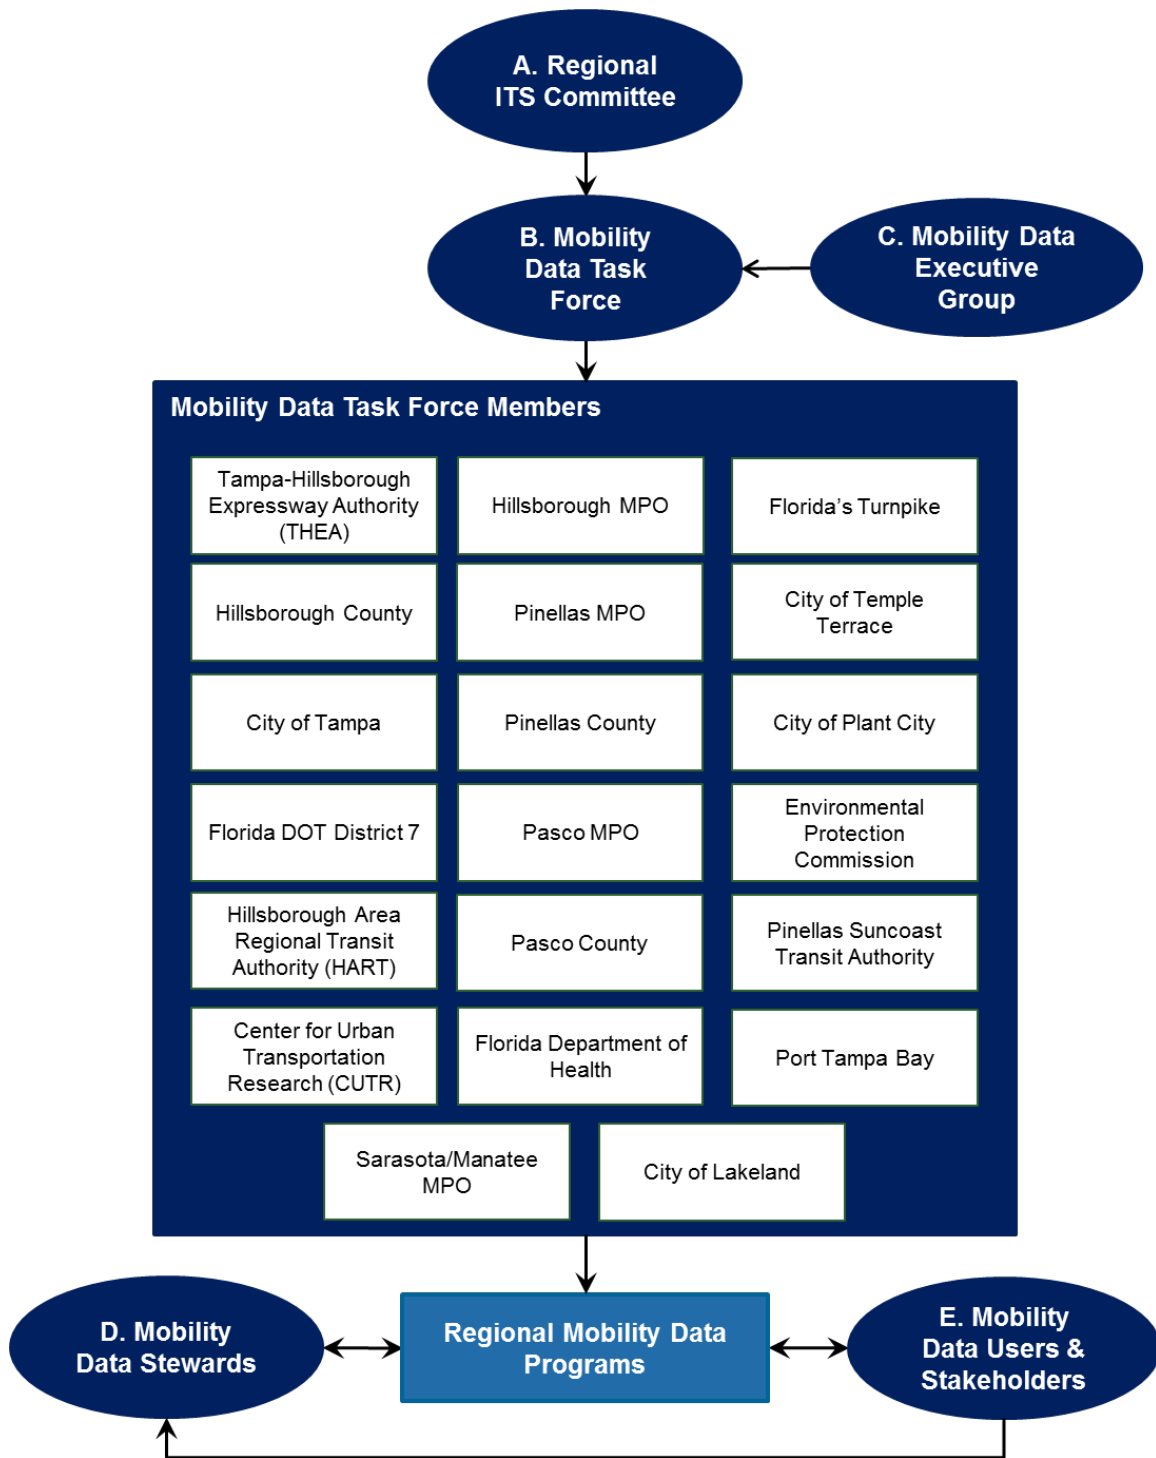 A. Regional
ITS Committee
B. Mobility
Data Task
Force
C. Mobility Data
Executive
Group
Mobility Data Task Force Members
Tampa-Hillsborough
Expressway Authority
(THEA)
Hillsborough MPO
Florida’s Turnpike
Hillsborough County
Pinellas MPO
City of Temple
Terrace
City of Tampa
Pinellas County
City of Plant City
Florida DOT District 7
Pasco MPO
Environmental
Protection
Commission
Hillsborough Area
Regional Transit
Authority (HART)
Pasco County
Pinellas Suncoast
Transit Authority
Center for Urban
Transportation
Research (CUTR)
Florida Department of
Health
Port Tampa Bay
Sarasota/Manatee
MPO
City of Lakeland
D. Mobility
Data Stewards
Regional Mobility Data
Programs
E. Mobility
Data Users &
Stakeholders